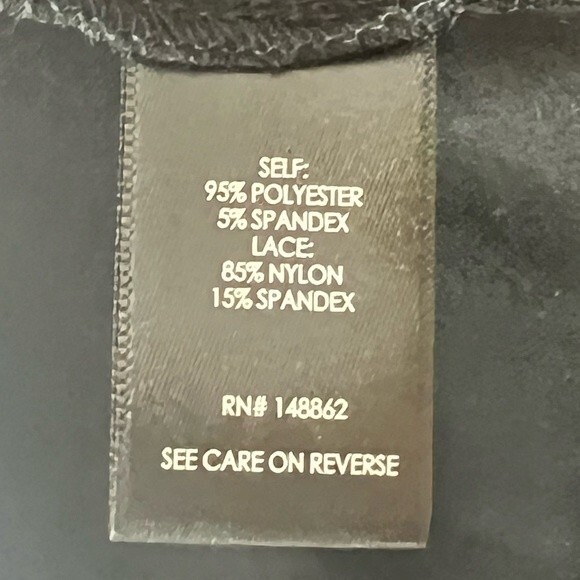 SELF:
95% POLYESTER
5% SPANDEX
LACE:
85% NYLON
15% SPANDEX
RN# 148862
SEE CARE ON REVERSE